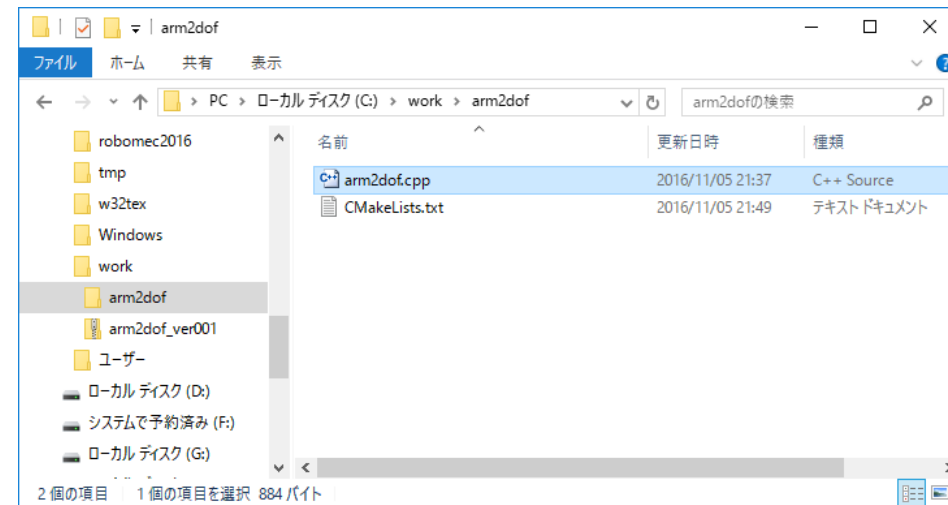 arm2dof
ファイル ホーム 共有 表示
PC > ローカル ディスク (C:) > work > arm2dof
arm2dofの検索
名前 更新日時 種類
arm2dof.cpp 2016/11/05 21:37 C++ Source
CMakeLists.txt 2016/11/05 21:49 テキスト ドキュメント
robomec2016
tmp
w32tex
Windows
work
arm2dof
arm2dof_ver001
ユーザー
ローカル ディスク (D:)
システムで予約済み (F:)
ローカル ディスク (G:)
2 個の項目 1 個の項目を選択 884 バイト